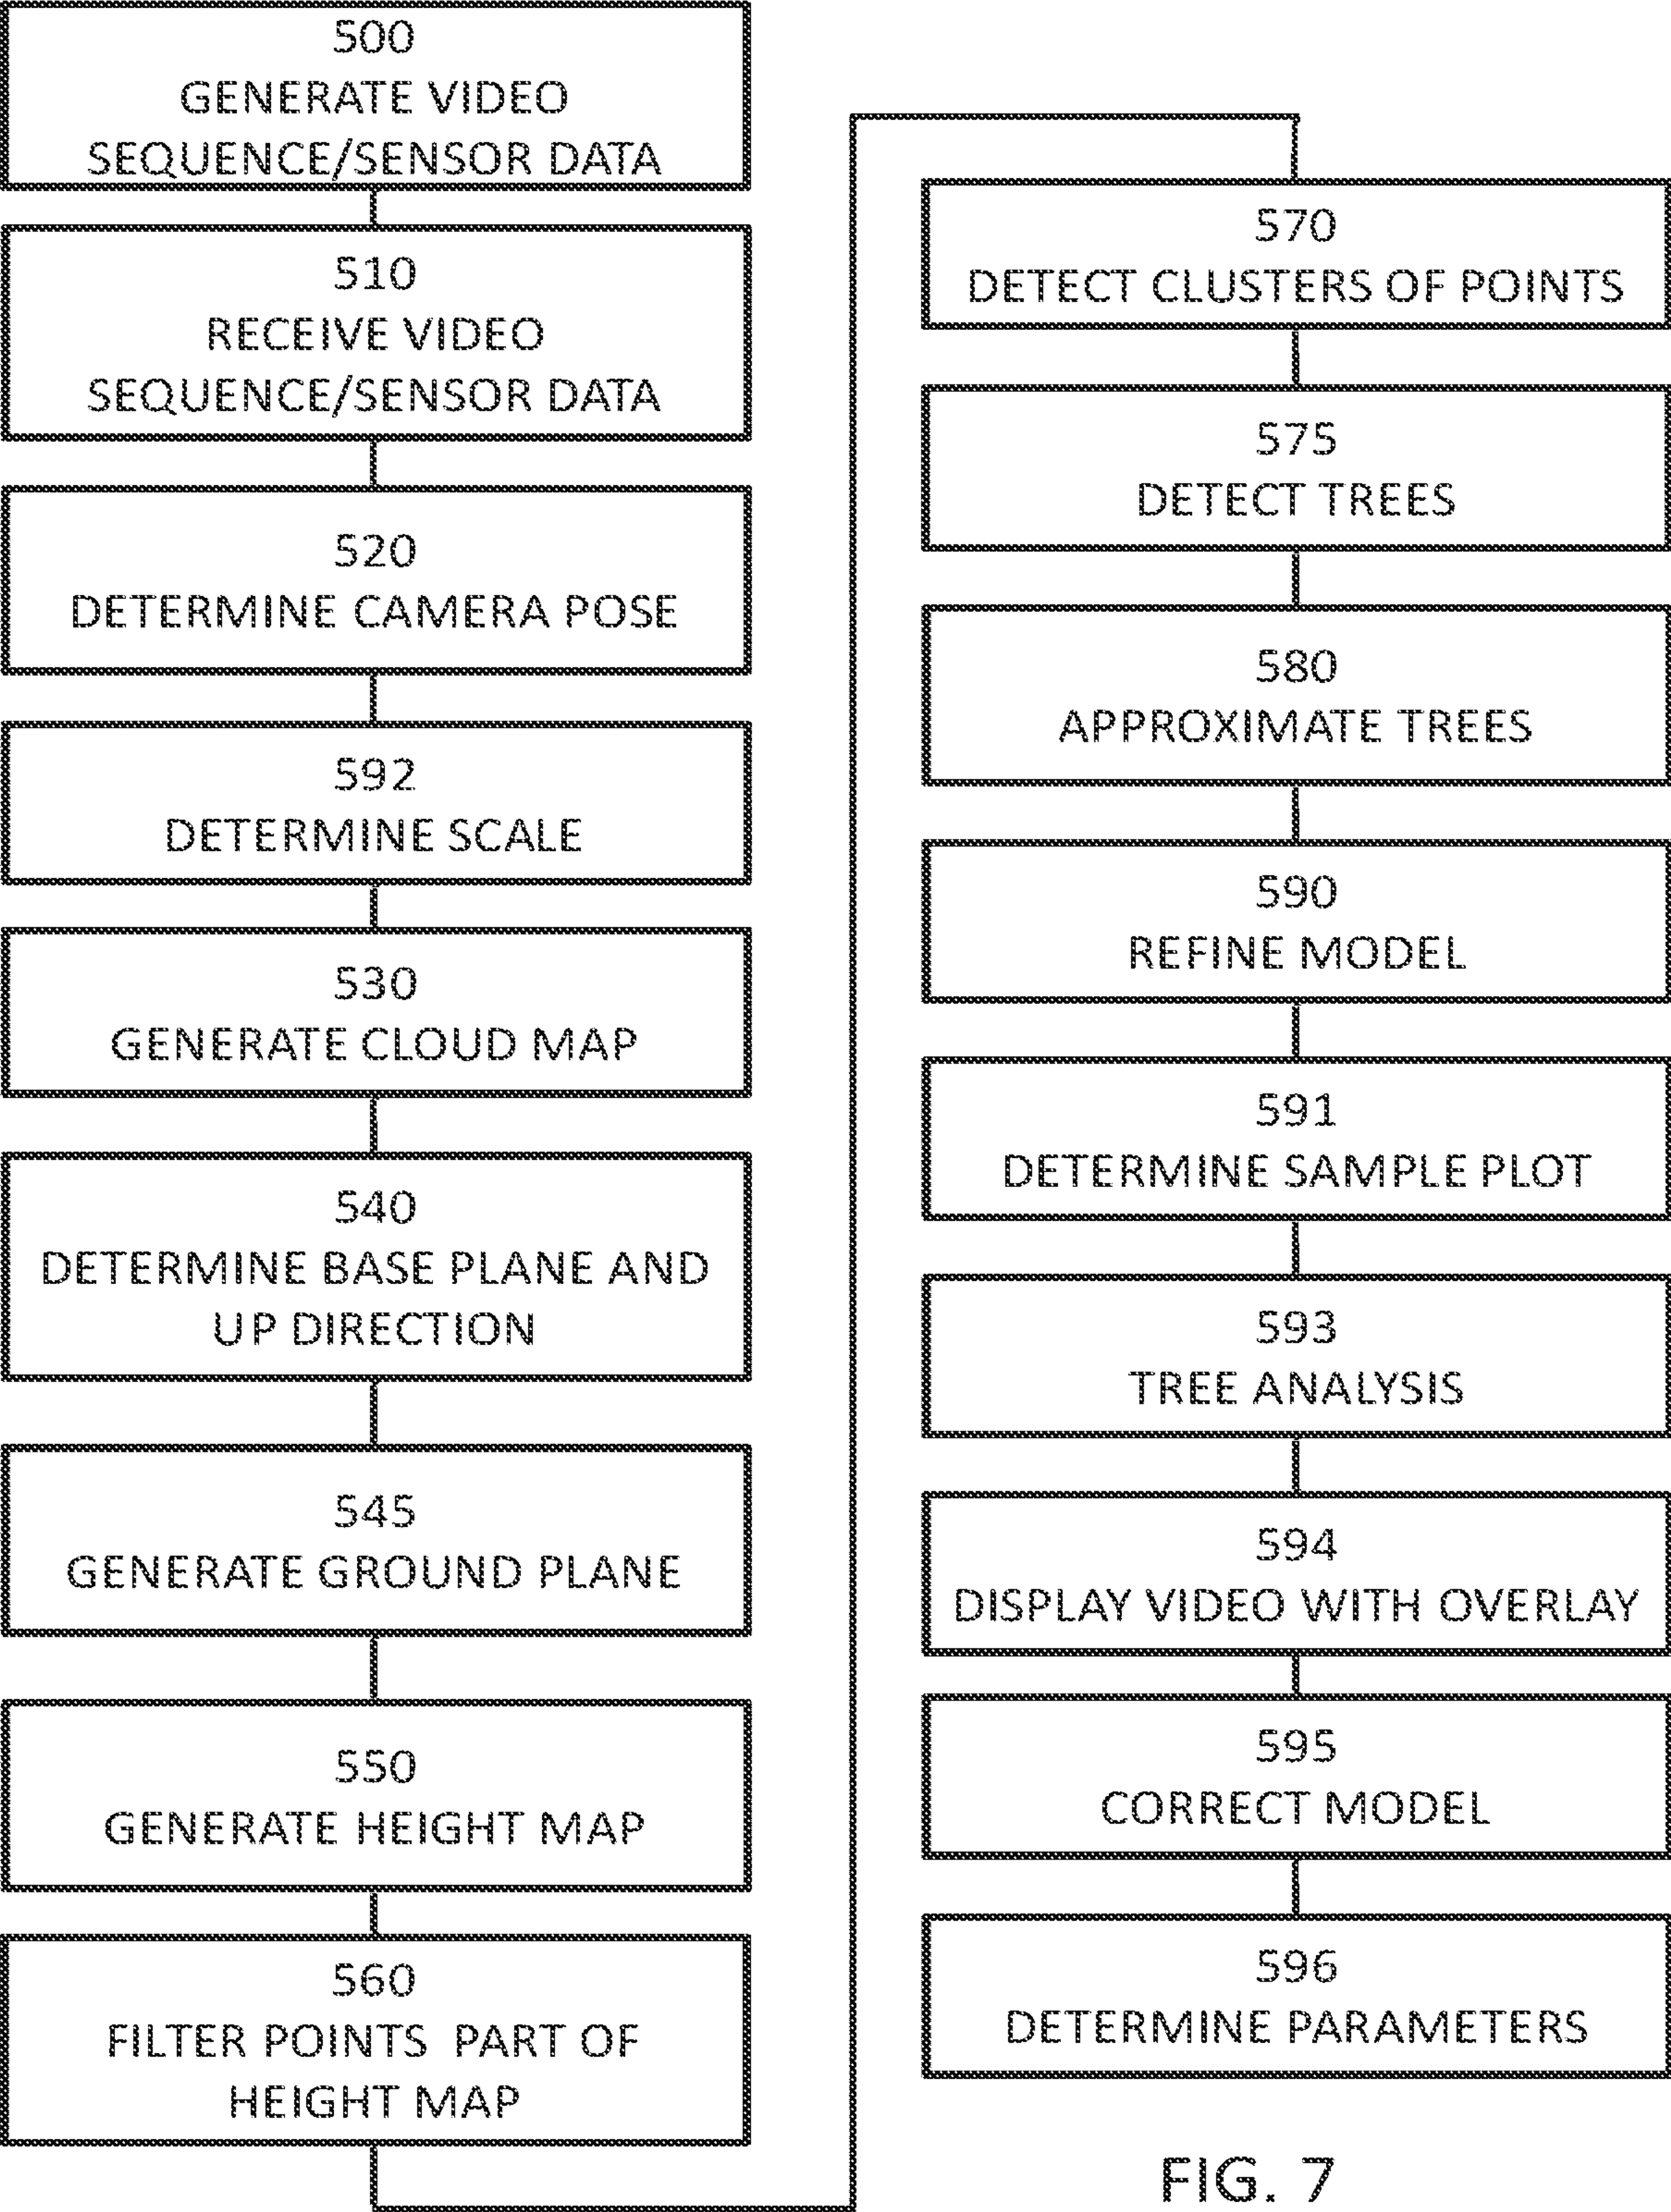 500
GENERATE VIDEO
SEQUENCE/SENSOR DATA
510
RECEIVE VIDEO
SEQUENCE/SENSOR DATA
520
DETERMINE CAMERA POSE
592
DETERMINE SCALE
530
GENERATE CLOUD MAP
540
DETERMINE BASE PLANE AND
UP DIRECTION
545
GENERATE GROUND PLANE
550
GENERATE HEIGHT MAP
560
FILTER POINTS PART OF
HEIGHT MAP
570
DETECT CLUSTERS OF POINTS
575
DETECT TREES
580
APPROXIMATE TREES
590
REFINE MODEL
591
DETERMINE SAMPLE PLOT
593
TREE ANALYSIS
594
DISPLAY VIDEO WITH OVERLAY
595
CORRECT MODEL
596
DETERMINE PARAMETERS
FIG. 7